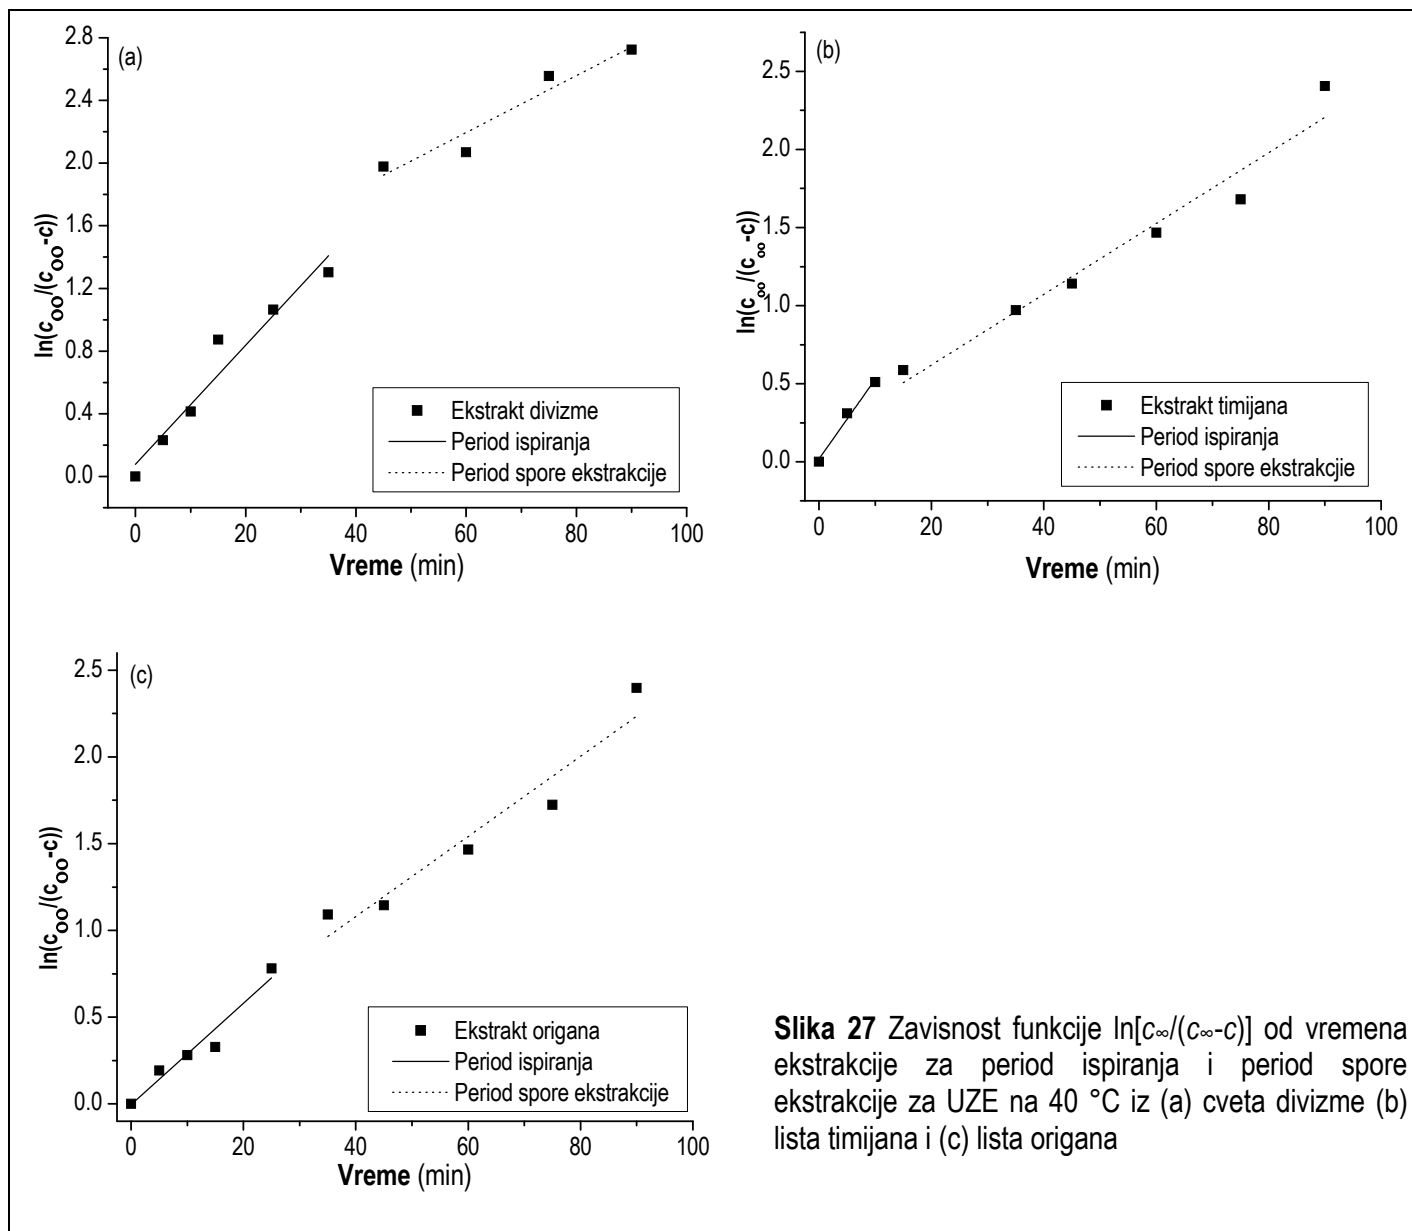 (a)
2.8
2.4
2.0
1.6
1.2
0.8
0.4
0.0
ln(c∞/(c∞-c))
Ekstrakt divizme
Period ispiranja
Period spore ekstrakcije
0 20 40 60 80 100
Vreme (min)
(b)
2.5
2.0
1.5
1.0
0.5
0.0
ln(c∞/(c∞-c))
Ekstrakt timijana
Period ispiranja
Period spore ekstrakcije
0 20 40 60 80 100
Vreme (min)
(c)
2.5
2.0
1.5
1.0
0.5
0.0
ln(c∞/(c∞-c))
Ekstrakt origana
Period ispiranja
Period spore ekstrakcije
0 20 40 60 80 100
Vreme (min)
Slika 27 Zavisnost funkcije ln[c∞/(c∞-c)] od vremena
ekstrakcije za period ispiranja i period spore
ekstrakcije za UZE na 40 °C iz (a) cveta divizme (b)
lista timijana i (c) lista origana